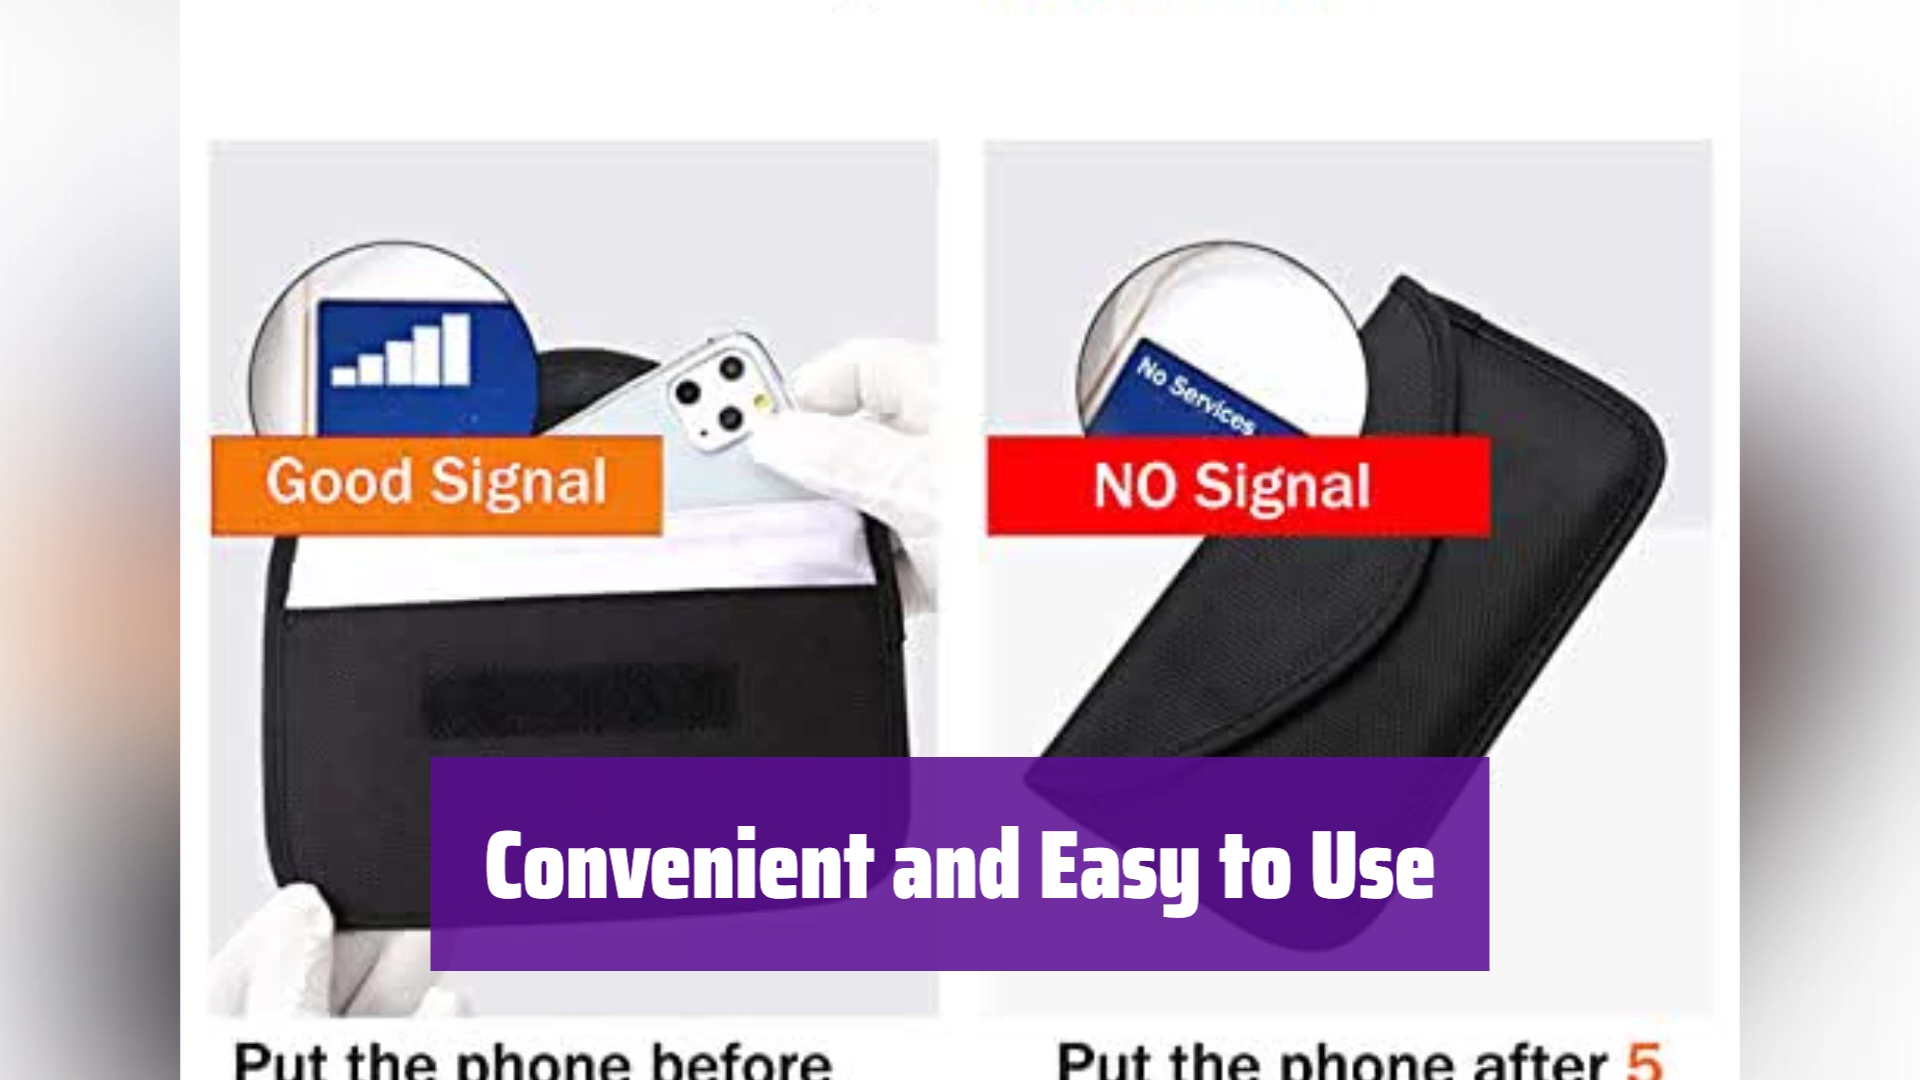 No Services
Good Signal
NO Signal
Convenient and Easy to Use
Put the phone before
Put the phone after 5